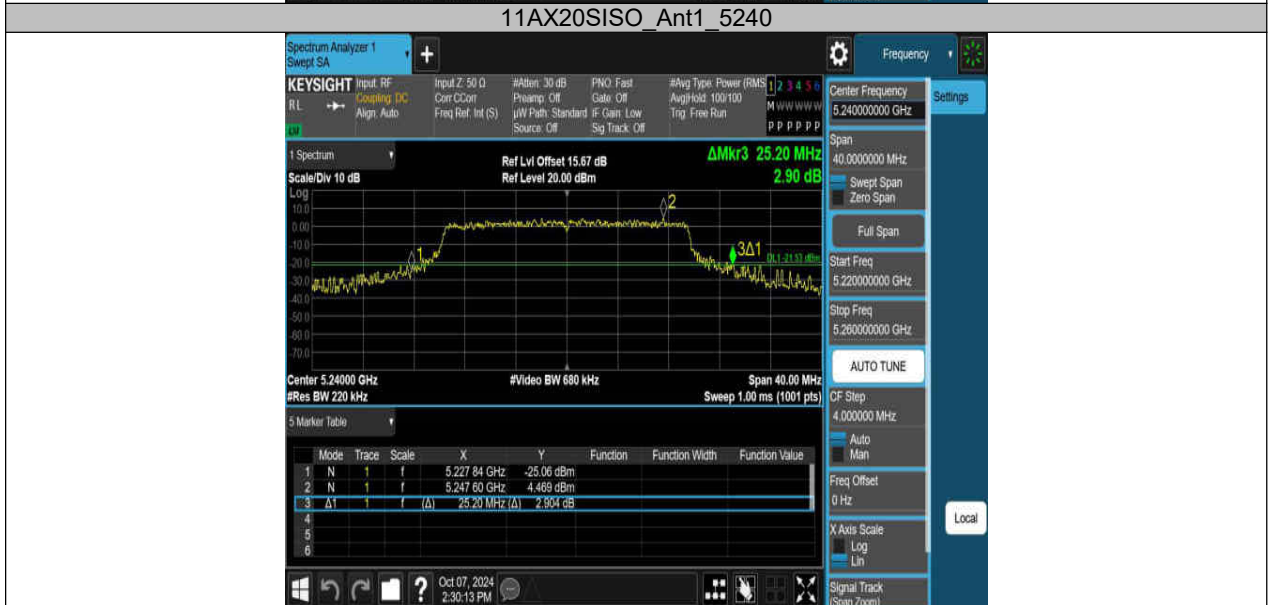 11AX20SISO_Ant1_5240
Spectrum Analyzer 1
Swept SA
+
Frequency
KEYSIGHT Input: RF Input Z: 50 Ω #Atten: 30 dB PNO: Fast #Avg Type: Power (RMS 1 2 3 4 5 6
RL Coupling: DC Corr CCorr Preamp: Off Gate: Off Avg|Hold: 100/100 M W W W W W
Align: Auto Freq Ref: Int (S) µW Path: Standard IF Gain: Low Trig: Free Run
Source: Off Sig Track: Off P P P P P P
Center Frequency
5.240000000 GHz
Settings
Span
40.0000000 MHz
Swept Span
Zero Span
Full Span
Start Freq
5.220000000 GHz
Stop Freq
5.260000000 GHz
AUTO TUNE
CF Step
4.000000 MHz
Auto
Man
Freq Offset
0 Hz
X Axis Scale
Log
Lin
Signal Track
(Span Zoom)
Local
1 Spectrum
Scale/Div 10 dB
Ref Lvl Offset 15.67 dB
Ref Level 20.00 dBm
ΔMkr3 25.20 MHz
2.90 dB
Log
10.0
0.00
-10.0
-20.0
-30.0
-40.0
-50.0
-60.0
-70.0
1
2
3Δ1
DL1 -21.53 dBm
Center 5.24000 GHz #Video BW 680 kHz Span 40.00 MHz
#Res BW 220 kHz Sweep 1.00 ms (1001 pts)
5 Marker Table
Mode Trace Scale X Y Function Function Width Function Value
1 N 1 f 5.227 84 GHz -25.06 dBm
2 N 1 f 5.247 60 GHz 4.469 dBm
3 Δ1 1 f (Δ) 25.20 MHz (Δ) 2.904 dB
4
5
6
?
Oct 07, 2024
2:30:13 PM